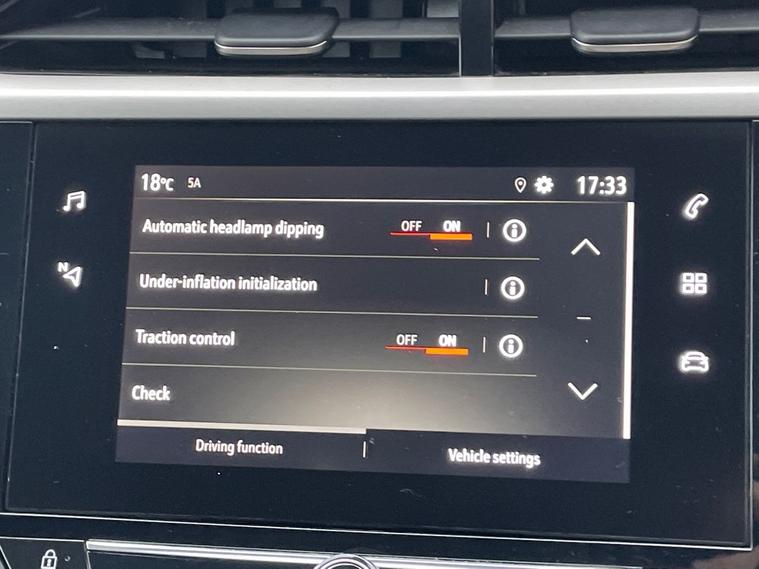 18°C 5A 17:33
Automatic headlamp dipping OFF ON
Under-inflation initialization
Traction control OFF ON
Check
Driving function Vehicle settings
N